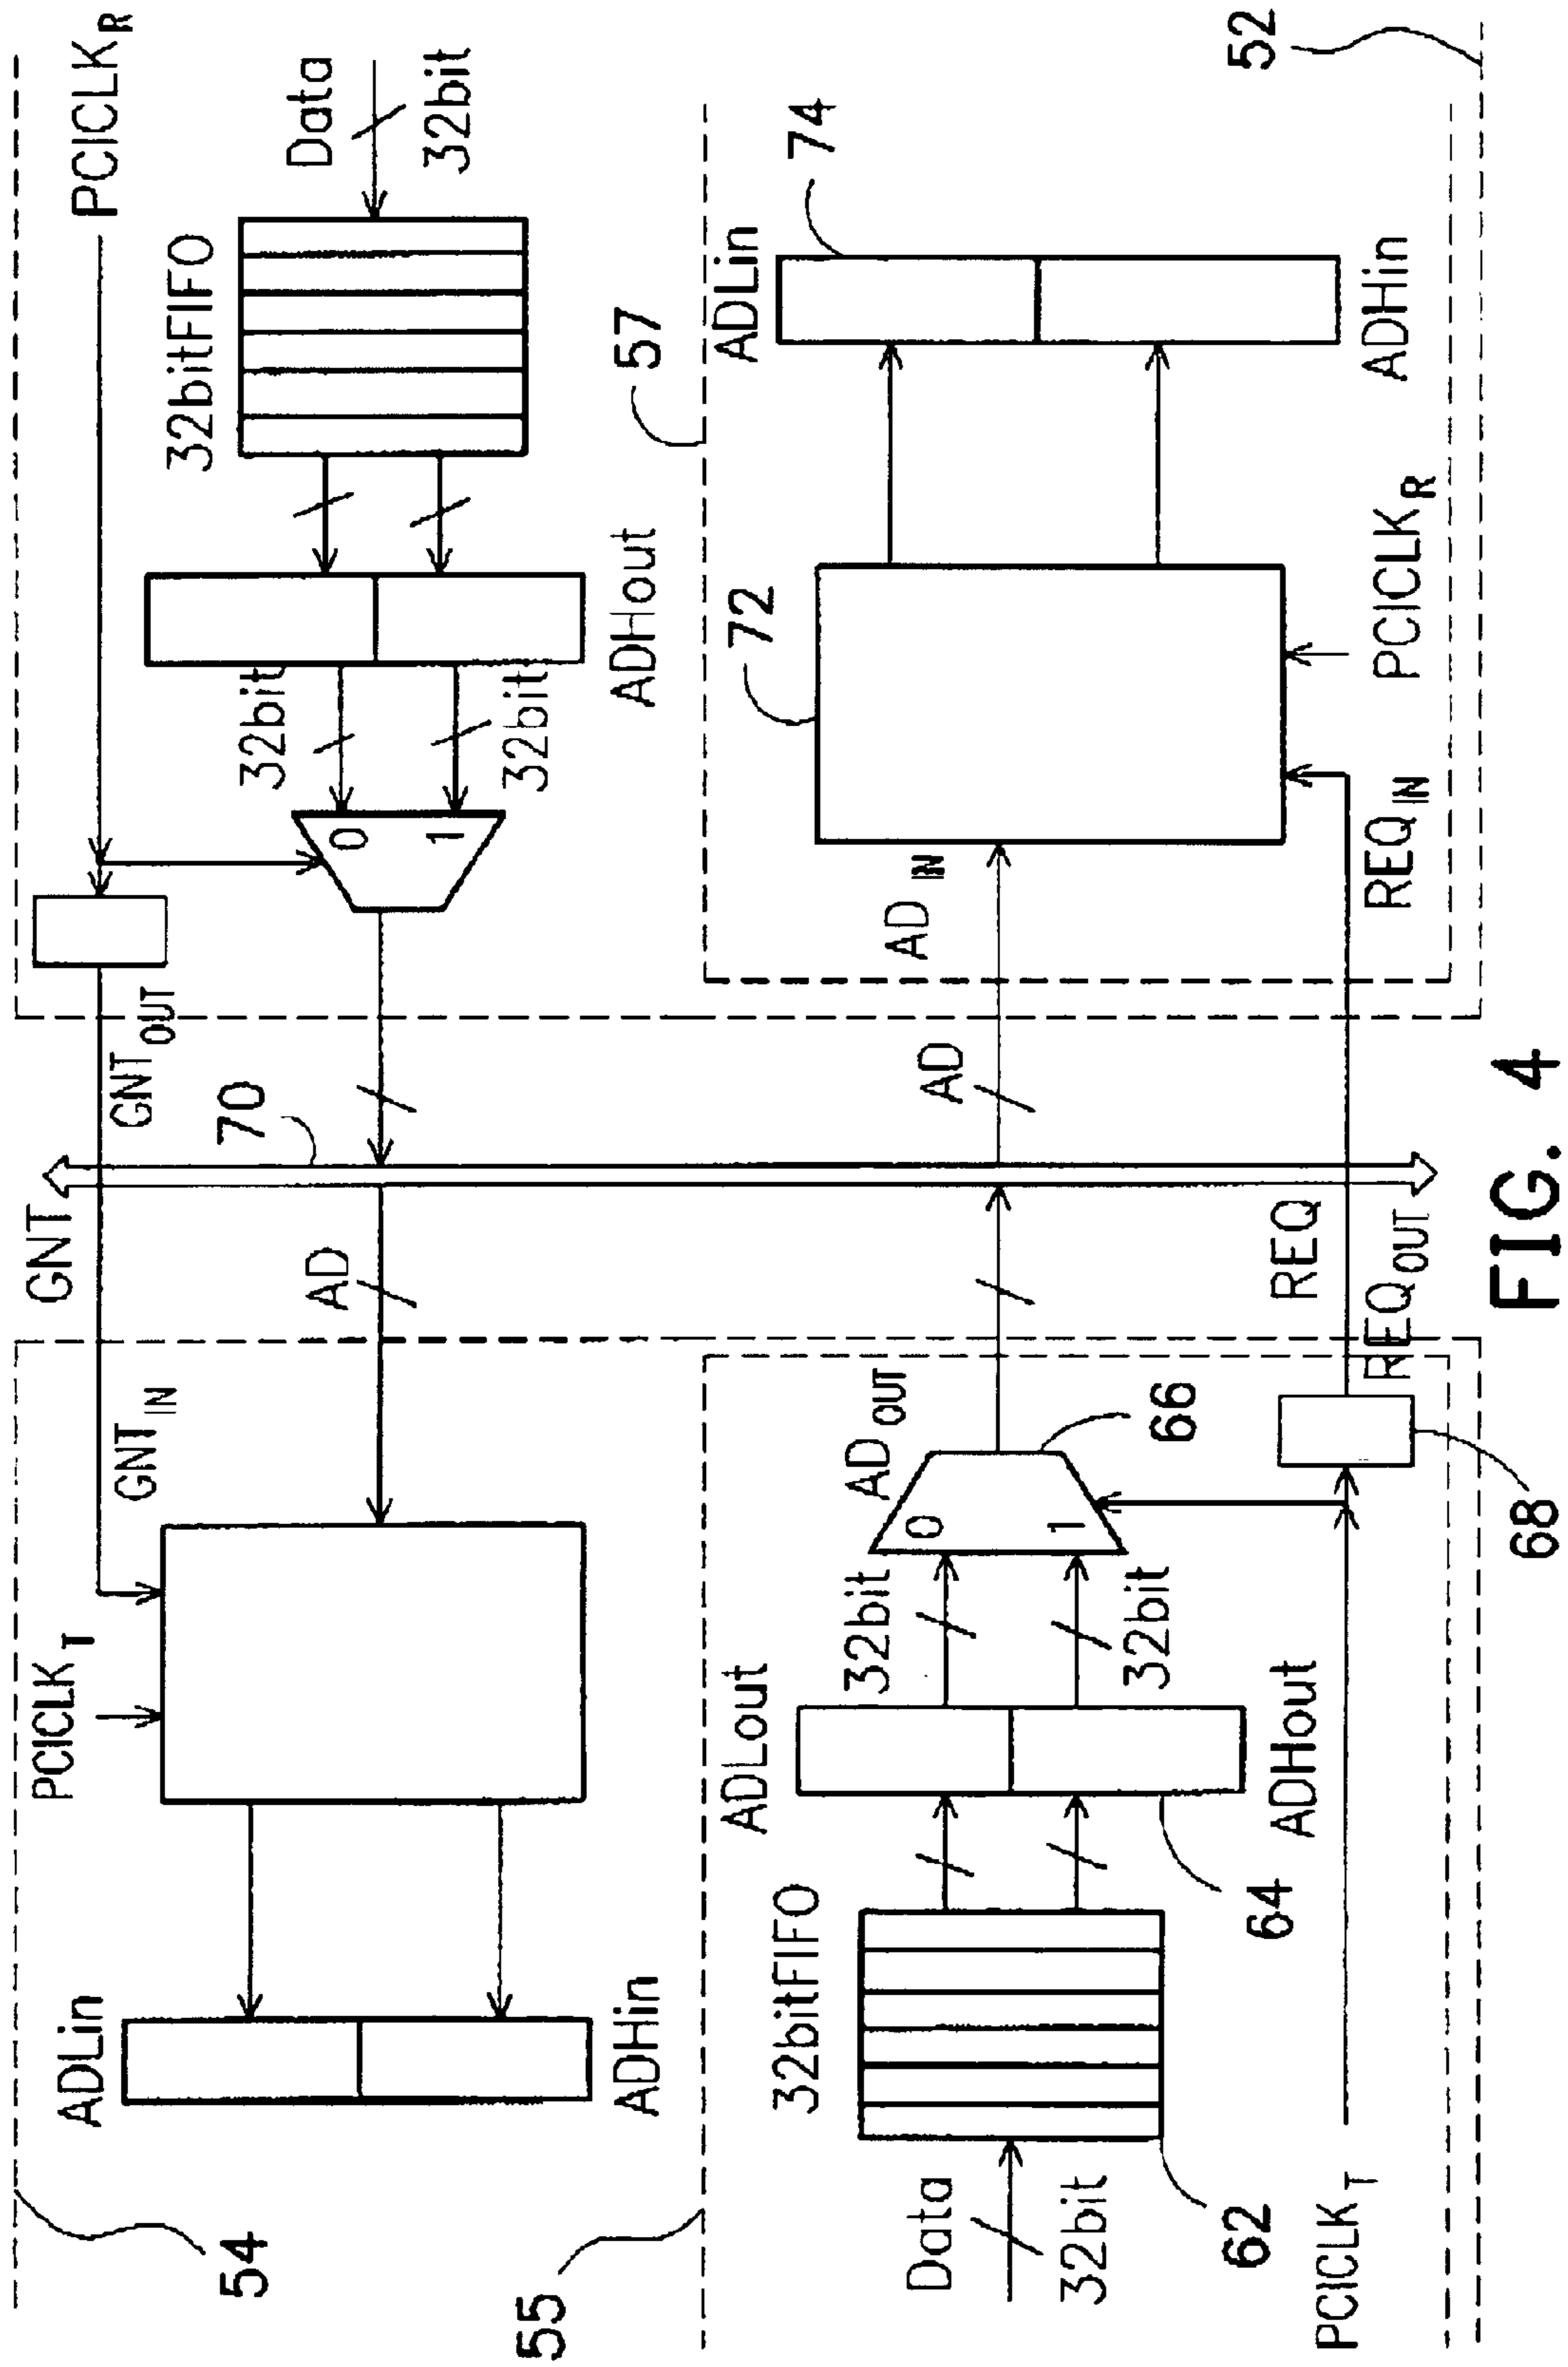 54
ADLin
ADHin
PCICLKT
GNTIN
GNT
AD
70
GNTOUT
PCICLKR
32bitFIFO
Data
32bit
ADHout
32bit
32bit
0
1
55
Data
32bit
62
32bitFIFO
64
ADLout
ADHout
32bit
32bit
0
1
ADOUT
66
68
PCICLKT
REQ
REQOUT
AD
57
ADIN
72
REQIN
PCICLKR
ADLin
74
ADHin
52
FIG. 4